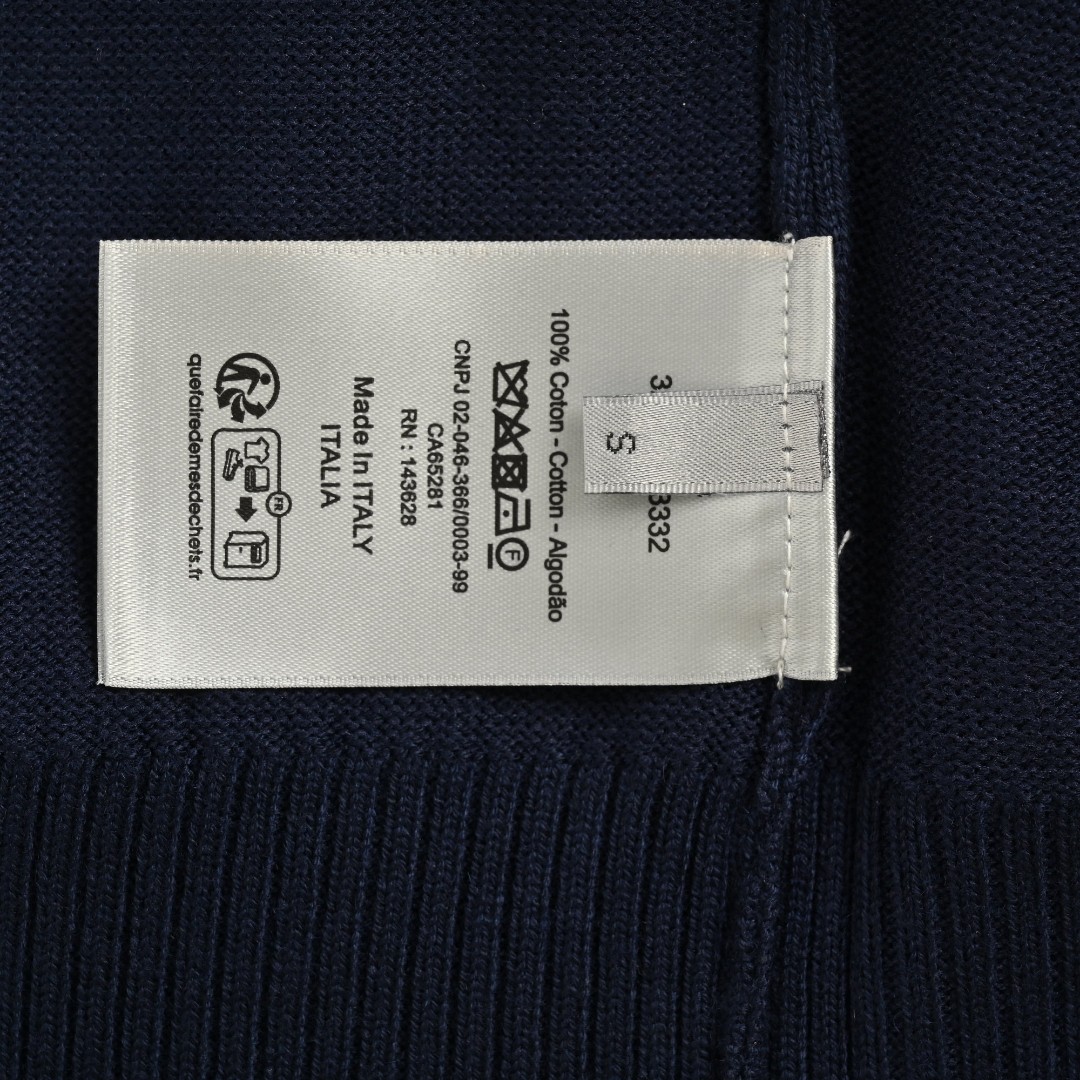 S
3332
100% Coton - Cotton - Algodão
F
CNPJ 02-046-366/0003-99
CA65281
RN : 143628
Made In ITALY
ITALIA
FR
quefairedemesdechets.fr